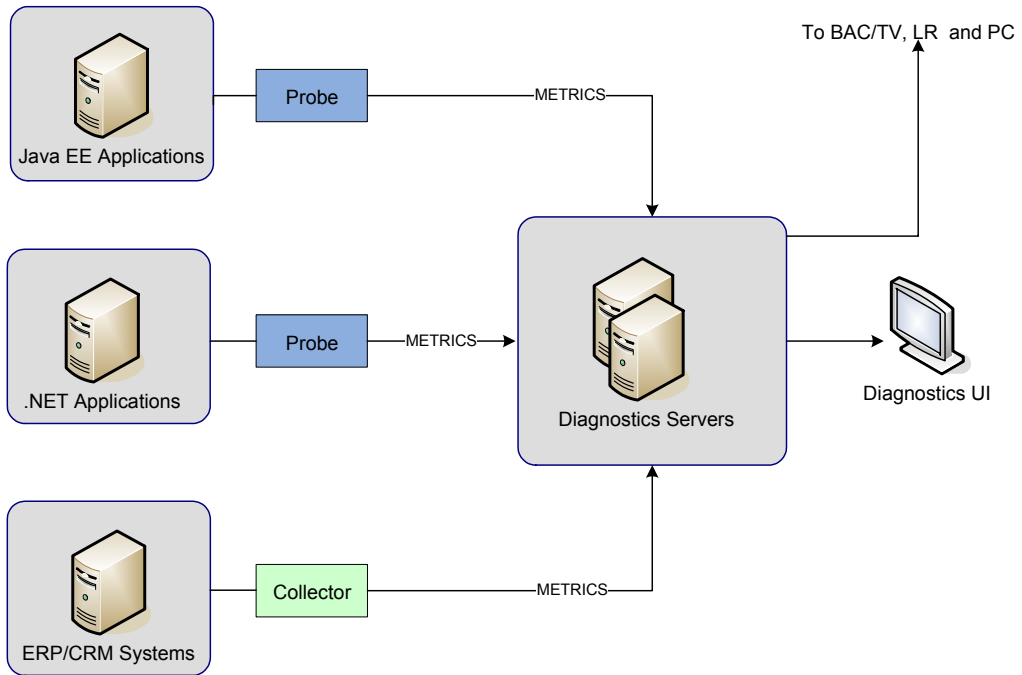 To BAC/TV, LR and PC
Probe
METRICS
Java EE Applications
Probe
METRICS
.NET Applications
Diagnostics Servers
Diagnostics UI
Collector
METRICS
ERP/CRM Systems